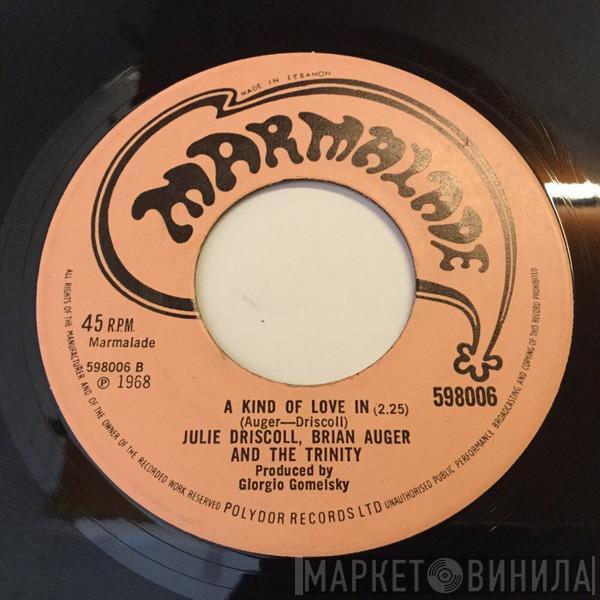 MADE IN LEBANON
MARMALADE
45 R.P.M.
Marmalade
598006 B
℗ 1968
598006
A KIND OF LOVE IN (2.25)
(Auger—Driscoll)
JULIE DRISCOLL, BRIAN AUGER
AND THE TRINITY
Produced by
Giorgio Gomelsky
ALL RIGHTS OF THE MANUFACTURER AND OF THE OWNER OF THE RECORDED WORK RESERVED
POLYDOR RECORDS LTD
UNAUTHORISED PUBLIC PERFORMANCE BROADCASTING AND COPYING OF THIS RECORD PROHIBITED
МАРКЕТ ВИНИЛА